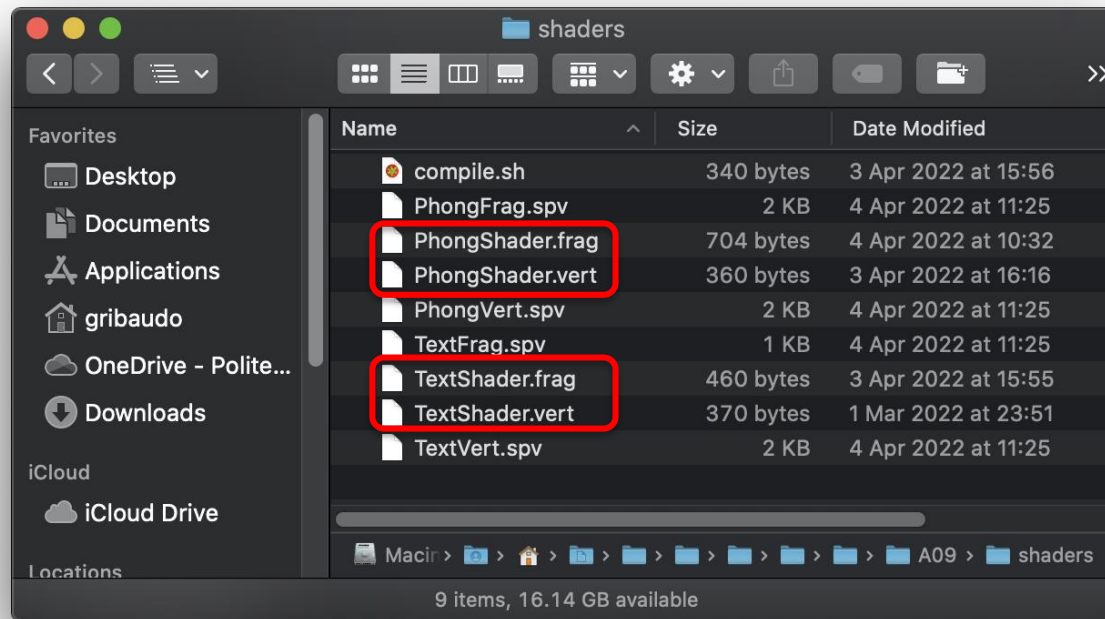 shaders
Favorites
Desktop
Documents
Applications
gribaudo
OneDrive - Polite...
Downloads
iCloud
iCloud Drive
Locations
Name Size Date Modified
compile.sh 340 bytes 3 Apr 2022 at 15:56
PhongFrag.spv 2 KB 4 Apr 2022 at 11:25
PhongShader.frag 704 bytes 4 Apr 2022 at 10:32
PhongShader.vert 360 bytes 3 Apr 2022 at 16:16
PhongVert.spv 2 KB 4 Apr 2022 at 11:25
TextFrag.spv 1 KB 4 Apr 2022 at 11:25
TextShader.frag 460 bytes 3 Apr 2022 at 15:55
TextShader.vert 370 bytes 1 Mar 2022 at 23:51
TextVert.spv 2 KB 4 Apr 2022 at 11:25
Macin > > > > > > > > > A09 > shaders
9 items, 16.14 GB available